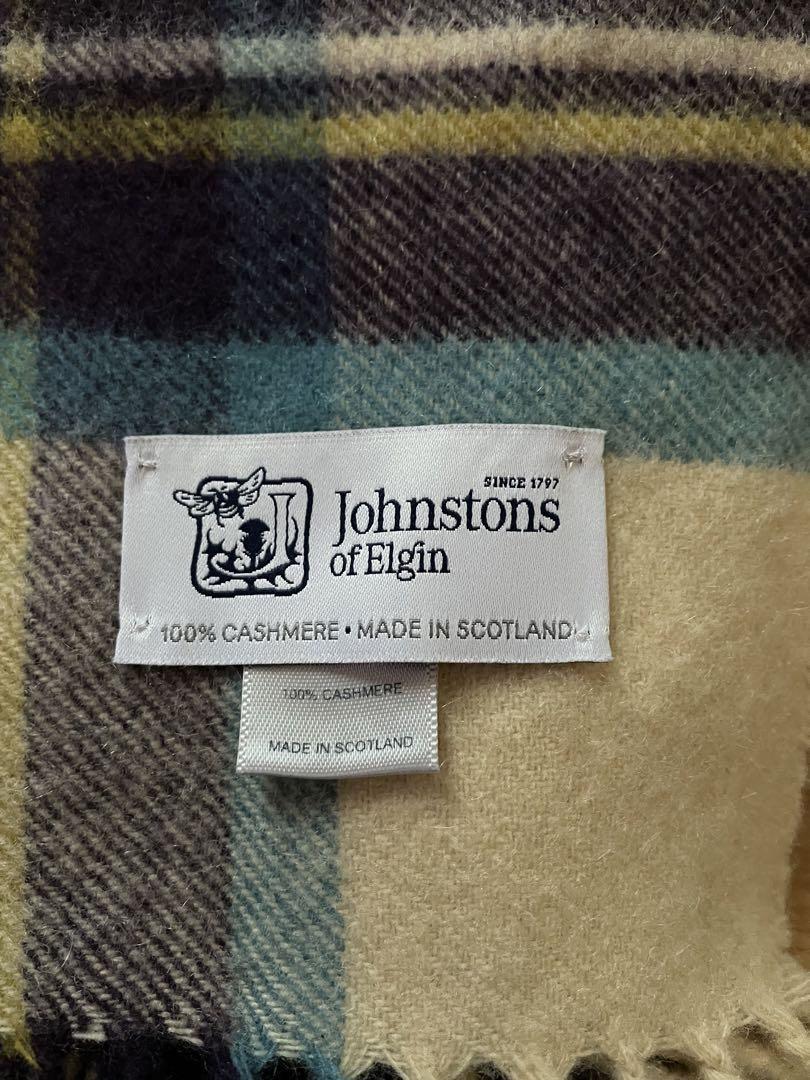 SINCE 1797
Johnstons
of Elgin
100% CASHMERE • MADE IN SCOTLAND
100% CASHMERE
MADE IN SCOTLAND